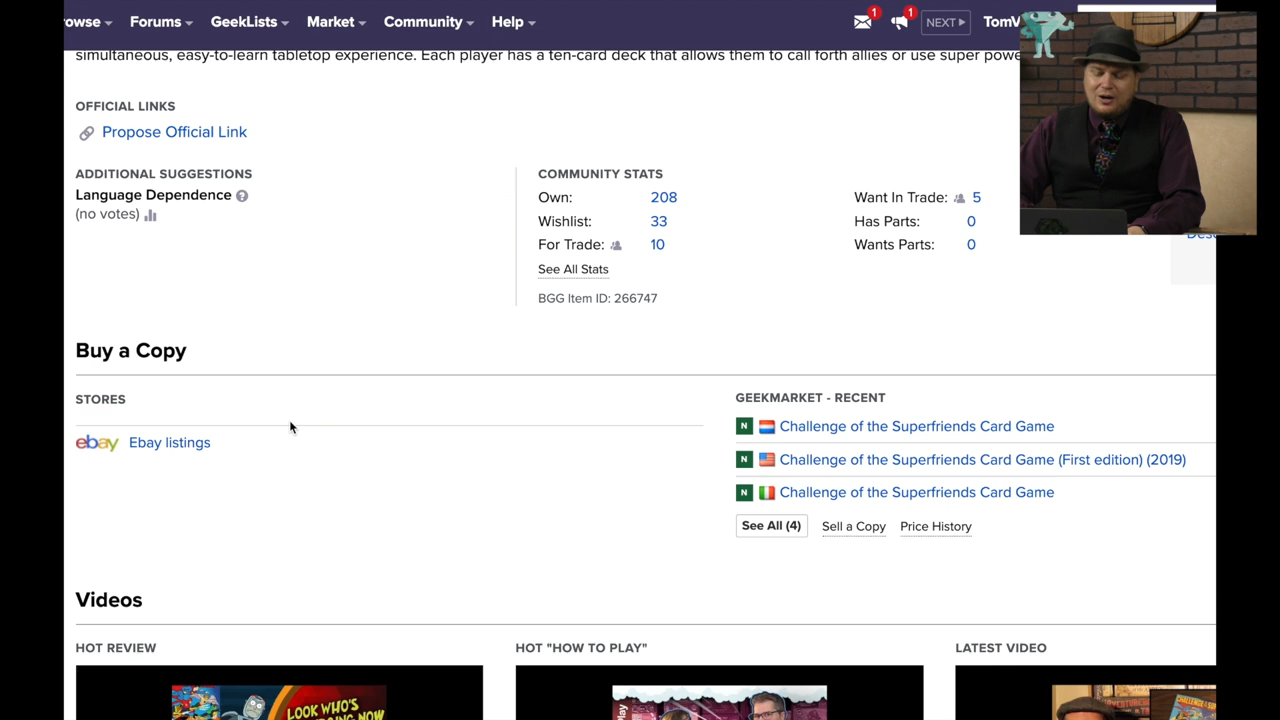 owse Forums GeekLists Market Community Help 1 1 NEXT TomV
simultaneous, easy-to-learn tabletop experience. Each player has a ten-card deck that allows them to call forth allies or use super powe
OFFICIAL LINKS
Propose Official Link
ADDITIONAL SUGGESTIONS
Language Dependence ?
(no votes)
COMMUNITY STATS
Own: 208
Wishlist: 33
For Trade: 10
See All Stats
BGG Item ID: 266747
Want In Trade: 5
Has Parts: 0
Wants Parts: 0
Desc
Buy a Copy
STORES
ebay Ebay listings
GEEKMARKET - RECENT
N Challenge of the Superfriends Card Game
N Challenge of the Superfriends Card Game (First edition) (2019)
N Challenge of the Superfriends Card Game
See All (4) Sell a Copy Price History
Videos
HOT REVIEW
LOOK WHO'S
HOT "HOW TO PLAY"
Play
LATEST VIDEO